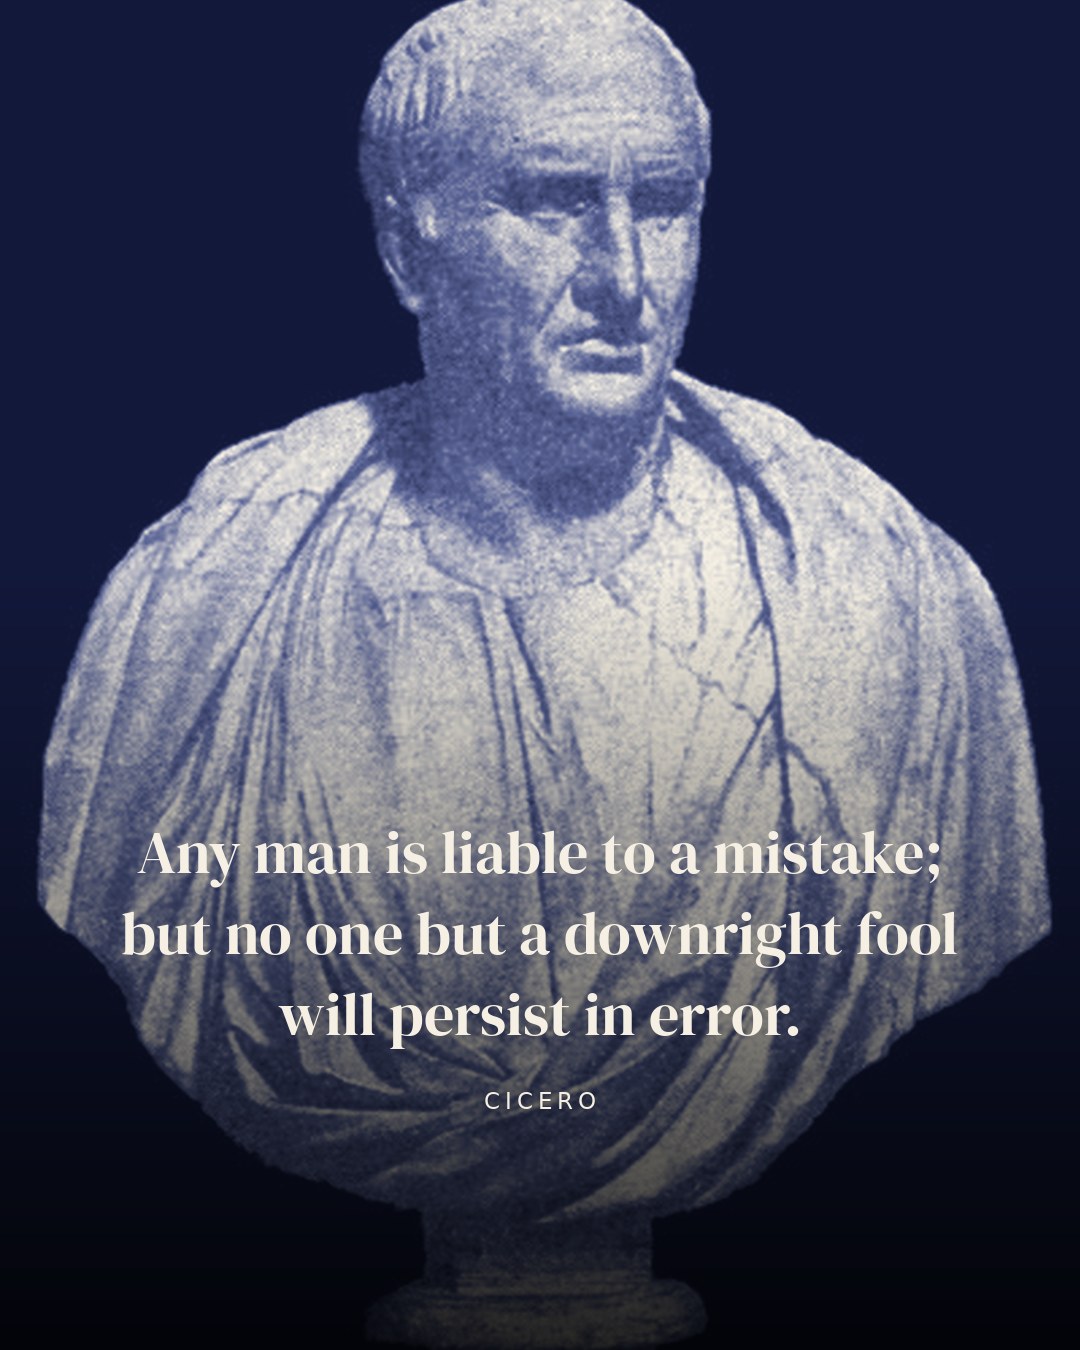 Any man is liable to a mistake;
but no one but a downright fool
will persist in error.
CICERO